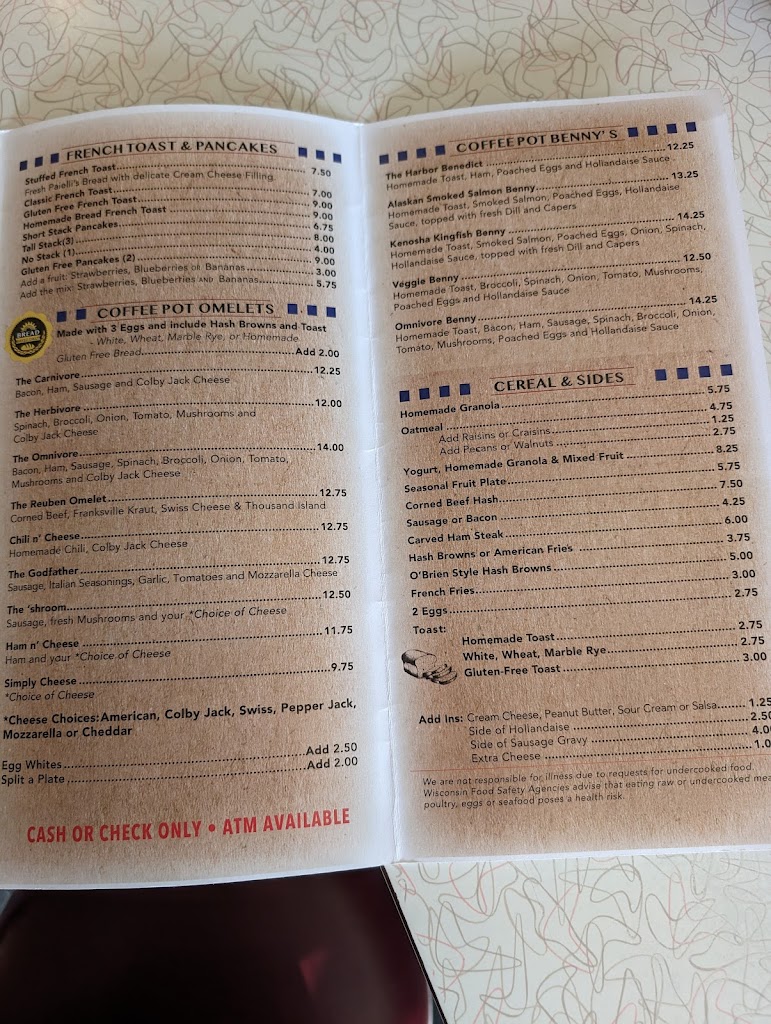 FRENCH TOAST & PANCAKES
Stuffed French Toast 7.50
Fresh Paielli's Bread with delicate Cream Cheese Filling
Classic French Toast 7.00
Gluten Free French Toast 9.00
Homemade Bread French Toast 9.00
Short Stack Pancakes 6.75
Tall Stack(3) 8.00
No Stack (1) 4.00
Gluten Free Pancakes (2) 9.00
Add a fruit: Strawberries, Blueberries OR Bananas 3.00
Add the mix: Strawberries, Blueberries AND Bananas 5.75
COFFEE POT OMELETS
BREAD
Made with 3 Eggs and include Hash Browns and Toast
- White, Wheat, Marble Rye, or Homemade
Gluten Free Bread Add 2.00
The Carnivore 12.25
Bacon, Ham, Sausage and Colby Jack Cheese
The Herbivore 12.00
Spinach, Broccoli, Onion, Tomato, Mushrooms and
Colby Jack Cheese
The Omnivore 14.00
Bacon, Ham, Sausage, Spinach, Broccoli, Onion, Tomato,
Mushrooms and Colby Jack Cheese
The Reuben Omelet 12.75
Corned Beef, Franksville Kraut, Swiss Cheese & Thousand Island
Chili n' Cheese 12.75
Homemade Chili, Colby Jack Cheese
The Godfather 12.75
Sausage, Italian Seasonings, Garlic, Tomatoes and Mozzarella Cheese
The 'shroom 12.50
Sausage, fresh Mushrooms and your *Choice of Cheese
Ham n' Cheese 11.75
Ham and your *Choice of Cheese
Simply Cheese 9.75
*Choice of Cheese
*Cheese Choices: American, Colby Jack, Swiss, Pepper Jack,
Mozzarella or Cheddar
Egg Whites Add 2.50
Split a Plate Add 2.00
CASH OR CHECK ONLY • ATM AVAILABLE
COFFEEPOT BENNY'S
The Harbor Benedict 12.25
Homemade Toast, Ham, Poached Eggs and Hollandaise Sauce
Alaskan Smoked Salmon Benny 13.25
Homemade Toast, Smoked Salmon, Poached Eggs, Hollandaise
Sauce, topped with fresh Dill and Capers
Kenosha Kingfish Benny 14.25
Homemade Toast, Smoked Salmon, Poached Eggs, Onion, Spinach,
Hollandaise Sauce, topped with fresh Dill and Capers
Veggie Benny 12.50
Homemade Toast, Broccoli, Spinach, Onion, Tomato, Mushrooms,
Poached Eggs and Hollandaise Sauce
Omnivore Benny 14.25
Homemade Toast, Bacon, Ham, Sausage, Spinach, Broccoli, Onion,
Tomato, Mushrooms, Poached Eggs and Hollandaise Sauce
CEREAL & SIDES
Homemade Granola 5.75
Oatmeal 4.75
Add Raisins or Craisins 1.25
Add Pecans or Walnuts 2.75
Yogurt, Homemade Granola & Mixed Fruit 8.25
Seasonal Fruit Plate 5.75
Corned Beef Hash 7.50
Sausage or Bacon 4.25
Carved Ham Steak 6.00
Hash Browns or American Fries 3.75
O'Brien Style Hash Browns 5.00
French Fries 3.00
2 Eggs 2.75
Toast:
Homemade Toast 2.75
White, Wheat, Marble Rye 2.75
Gluten-Free Toast 3.00
Add Ins: Cream Cheese, Peanut Butter, Sour Cream or Salsa 1.25
Side of Hollandaise 2.50
Side of Sausage Gravy 4.00
Extra Cheese 1.0
We are not responsible for illness due to requests for undercooked food.
Wisconsin Food Safety Agencies advise that eating raw or undercooked mea
poultry, eggs or seafood poses a health risk.